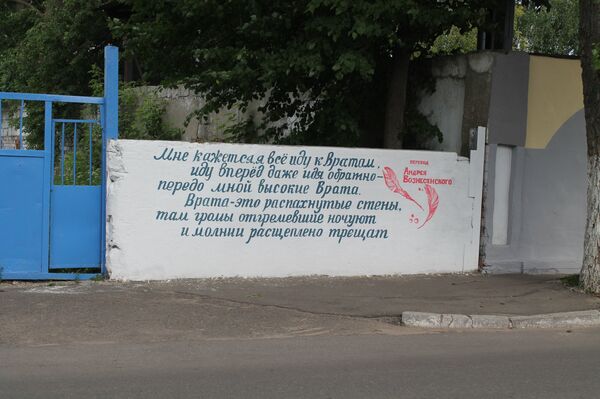 Мне кажется, я всё иду к Вратам,
иду вперёд даже идя обратно-
передо мной высокие Врата.
Врата-это распахнутые стены,
там громы отгремевшие ночуют
и молнии расщеплено трещат
перевод
Андрея
Вознесенского